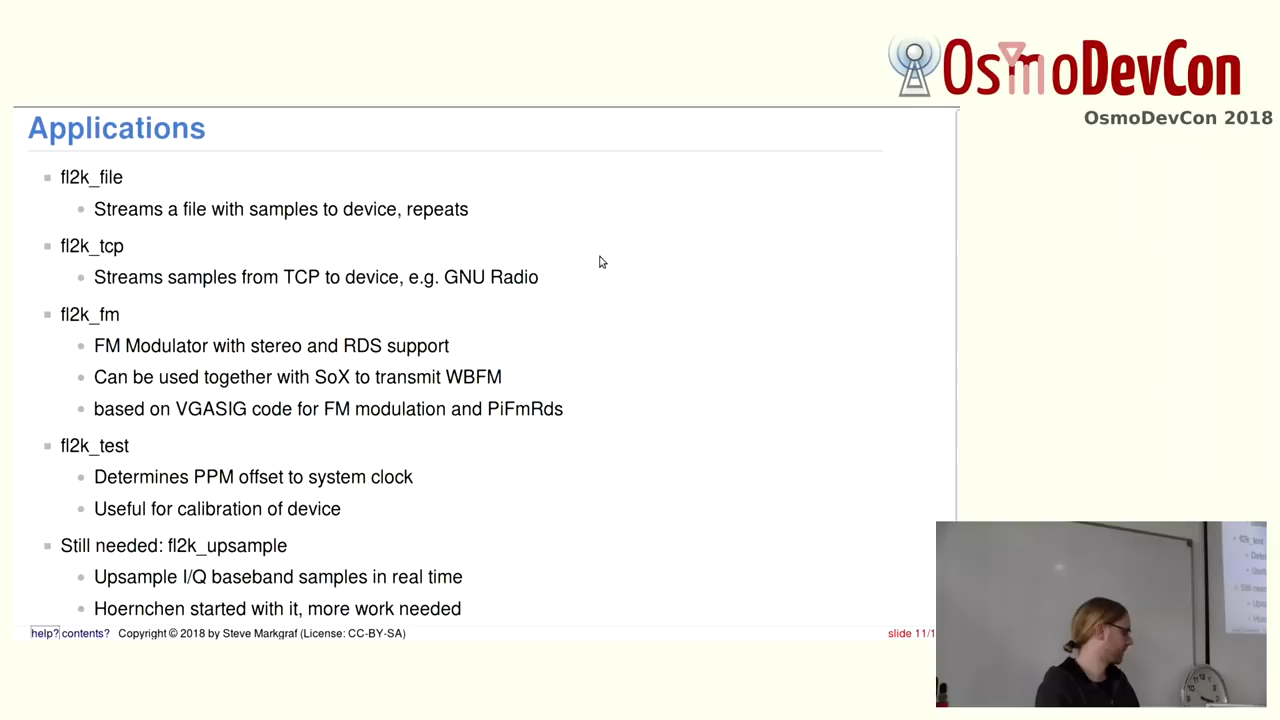 OsmoDevCon
OsmoDevCon 2018
Applications
fl2k_file
Streams a file with samples to device, repeats
fl2k_tcp
Streams samples from TCP to device, e.g. GNU Radio
fl2k_fm
FM Modulator with stereo and RDS support
Can be used together with SoX to transmit WBFM
based on VGASIG code for FM modulation and PiFmRds
fl2k_test
Determines PPM offset to system clock
Useful for calibration of device
Still needed: fl2k_upsample
Upsample I/Q baseband samples in real time
Hoernchen started with it, more work needed
help? contents? Copyright © 2018 by Steve Markgraf (License: CC-BY-SA)
slide 11/1